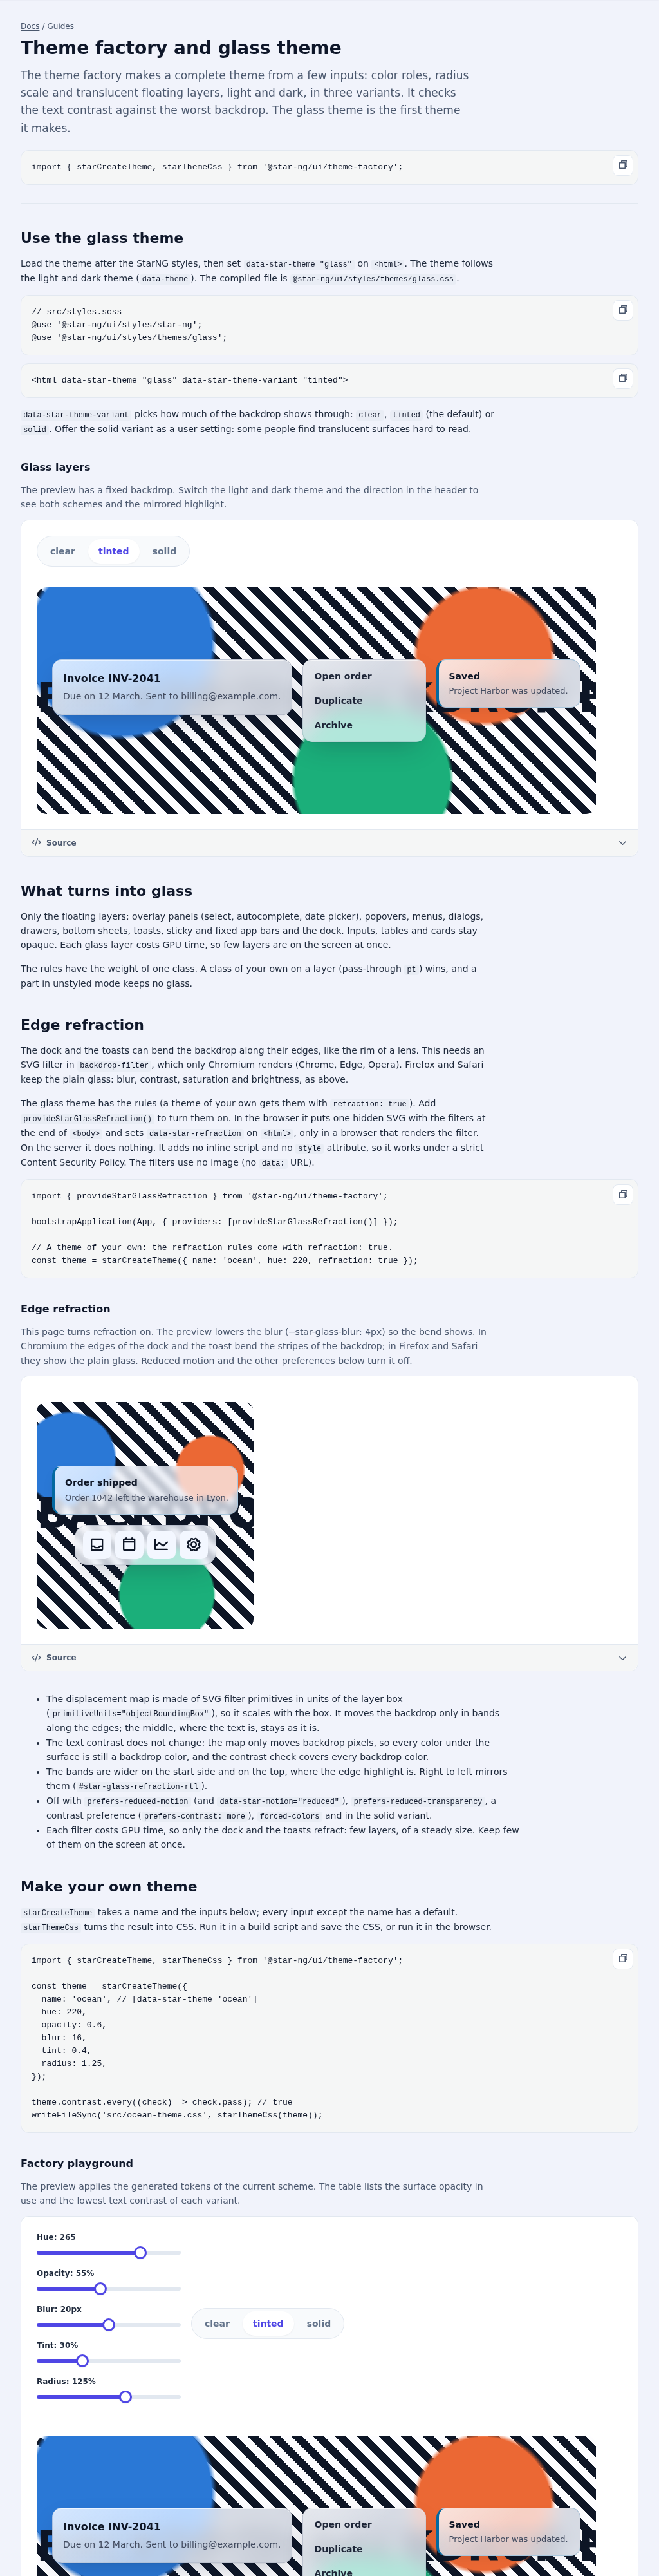 Docs / Guides
Theme factory and glass theme
The theme factory makes a complete theme from a few inputs: color roles, radius
scale and translucent floating layers, light and dark, in three variants. It checks
the text contrast against the worst backdrop. The glass theme is the first theme
it makes.
import { starCreateTheme, starThemeCss } from '@star-ng/ui/theme-factory';
Use the glass theme
Load the theme after the StarNG styles, then set data-star-theme="glass" on <html>. The theme follows
the light and dark theme (data-theme). The compiled file is @star-ng/ui/styles/themes/glass.css.
// src/styles.scss
@use '@star-ng/ui/styles/star-ng';
@use '@star-ng/ui/styles/themes/glass';
<html data-star-theme="glass" data-star-theme-variant="tinted">
data-star-theme-variant picks how much of the backdrop shows through: clear, tinted (the default) or
solid. Offer the solid variant as a user setting: some people find translucent surfaces hard to read.
Glass layers
The preview has a fixed backdrop. Switch the light and dark theme and the direction in the header to
see both schemes and the mirrored highlight.
clear tinted solid
Invoice INV-2041
Due on 12 March. Sent to billing@example.com.
Open order
Duplicate
Archive
Saved
Project Harbor was updated.
Source
What turns into glass
Only the floating layers: overlay panels (select, autocomplete, date picker), popovers, menus, dialogs,
drawers, bottom sheets, toasts, sticky and fixed app bars and the dock. Inputs, tables and cards stay
opaque. Each glass layer costs GPU time, so few layers are on the screen at once.
The rules have the weight of one class. A class of your own on a layer (pass-through pt) wins, and a
part in unstyled mode keeps no glass.
Edge refraction
The dock and the toasts can bend the backdrop along their edges, like the rim of a lens. This needs an
SVG filter in backdrop-filter, which only Chromium renders (Chrome, Edge, Opera). Firefox and Safari
keep the plain glass: blur, contrast, saturation and brightness, as above.
The glass theme has the rules (a theme of your own gets them with refraction: true). Add
provideStarGlassRefraction() to turn them on. In the browser it puts one hidden SVG with the filters at
the end of <body> and sets data-star-refraction on <html>, only in a browser that renders the filter.
On the server it does nothing. It adds no inline script and no style attribute, so it works under a strict
Content Security Policy. The filters use no image (no data: URL).
import { provideStarGlassRefraction } from '@star-ng/ui/theme-factory';
bootstrapApplication(App, { providers: [provideStarGlassRefraction()] });
// A theme of your own: the refraction rules come with refraction: true.
const theme = starCreateTheme({ name: 'ocean', hue: 220, refraction: true });
Edge refraction
This page turns refraction on. The preview lowers the blur (--star-glass-blur: 4px) so the bend shows. In
Chromium the edges of the dock and the toast bend the stripes of the backdrop; in Firefox and Safari
they show the plain glass. Reduced motion and the other preferences below turn it off.
Order shipped
Order 1042 left the warehouse in Lyon.
Source
• The displacement map is made of SVG filter primitives in units of the layer box
(primitiveUnits="objectBoundingBox"), so it scales with the box. It moves the backdrop only in bands
along the edges; the middle, where the text is, stays as it is.
• The text contrast does not change: the map only moves backdrop pixels, so every color under the
surface is still a backdrop color, and the contrast check covers every backdrop color.
• The bands are wider on the start side and on the top, where the edge highlight is. Right to left mirrors
them (#star-glass-refraction-rtl).
• Off with prefers-reduced-motion (and data-star-motion="reduced"), prefers-reduced-transparency, a
contrast preference (prefers-contrast: more), forced-colors and in the solid variant.
• Each filter costs GPU time, so only the dock and the toasts refract: few layers, of a steady size. Keep few
of them on the screen at once.
Make your own theme
starCreateTheme takes a name and the inputs below; every input except the name has a default.
starThemeCss turns the result into CSS. Run it in a build script and save the CSS, or run it in the browser.
import { starCreateTheme, starThemeCss } from '@star-ng/ui/theme-factory';
const theme = starCreateTheme({
name: 'ocean', // [data-star-theme='ocean']
hue: 220,
opacity: 0.6,
blur: 16,
tint: 0.4,
radius: 1.25,
});
theme.contrast.every((check) => check.pass); // true
writeFileSync('src/ocean-theme.css', starThemeCss(theme));
Factory playground
The preview applies the generated tokens of the current scheme. The table lists the surface opacity in
use and the lowest text contrast of each variant.
Hue: 265
Opacity: 55%
Blur: 20px
clear tinted solid
Tint: 30%
Radius: 125%
Invoice INV-2041
Due on 12 March. Sent to billing@example.com.
Open order
Duplicate
Archive
Saved
Project Harbor was updated.